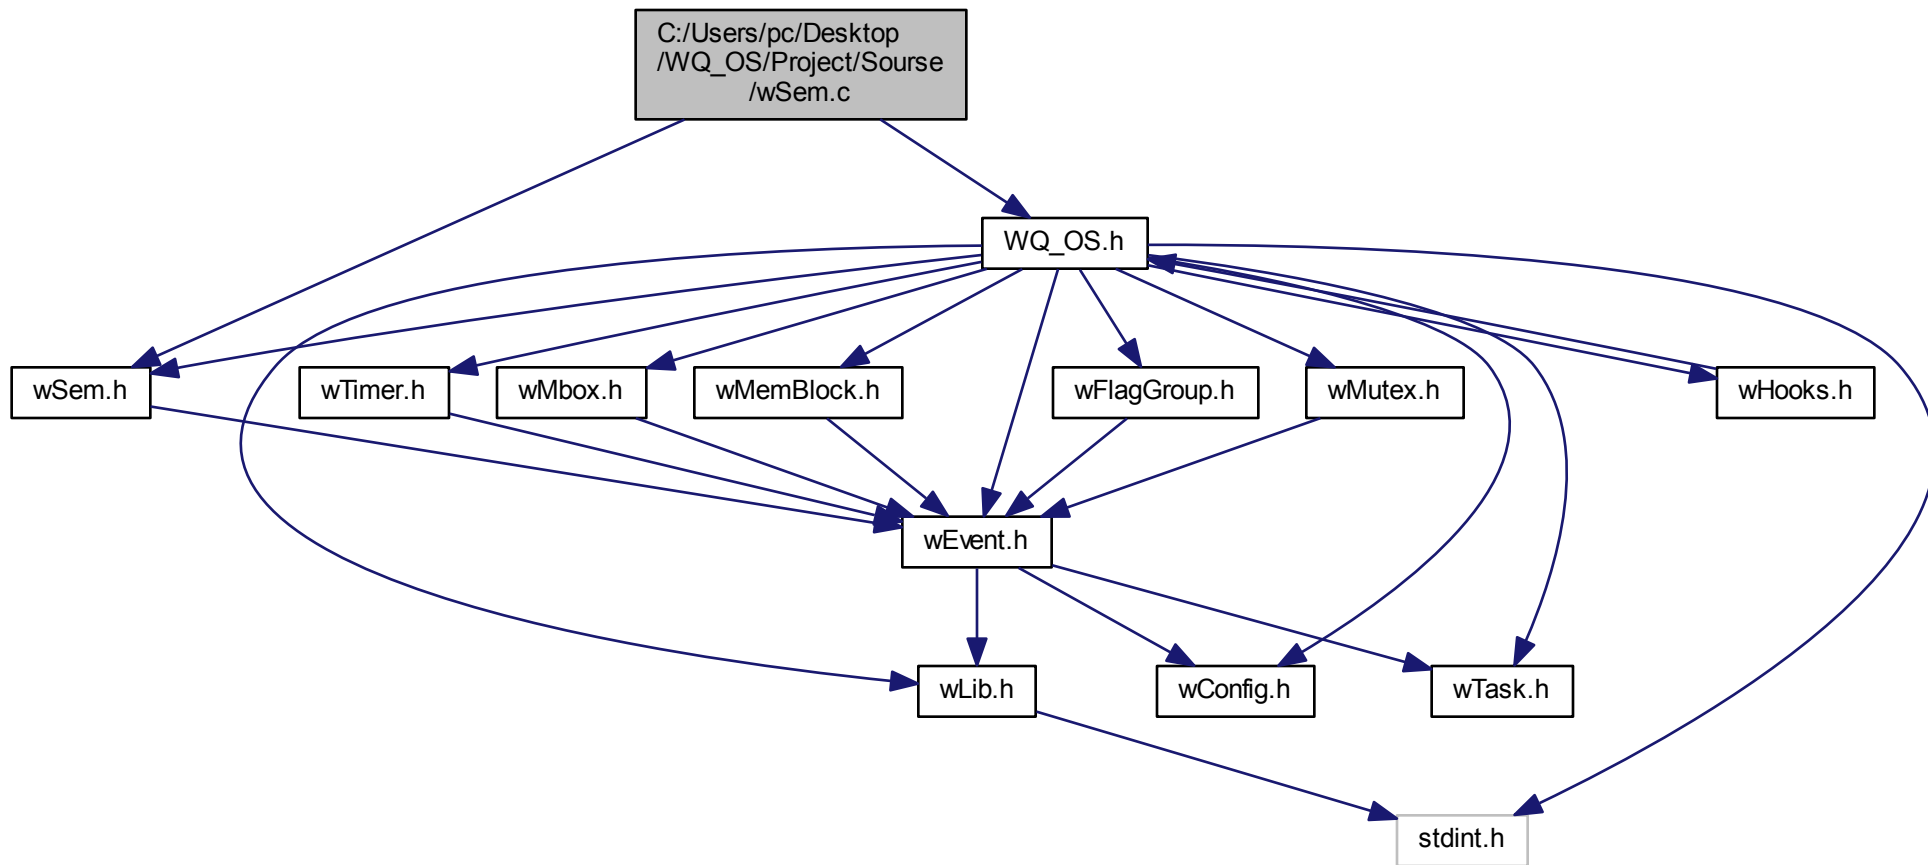 C:/Users/pc/Desktop
/WQ_OS/Project/Sourse
/wSem.c
WQ_OS.h
wSem.h
wTimer.h
wMbox.h
wMemBlock.h
wFlagGroup.h
wMutex.h
wHooks.h
wEvent.h
wLib.h
wConfig.h
wTask.h
stdint.h